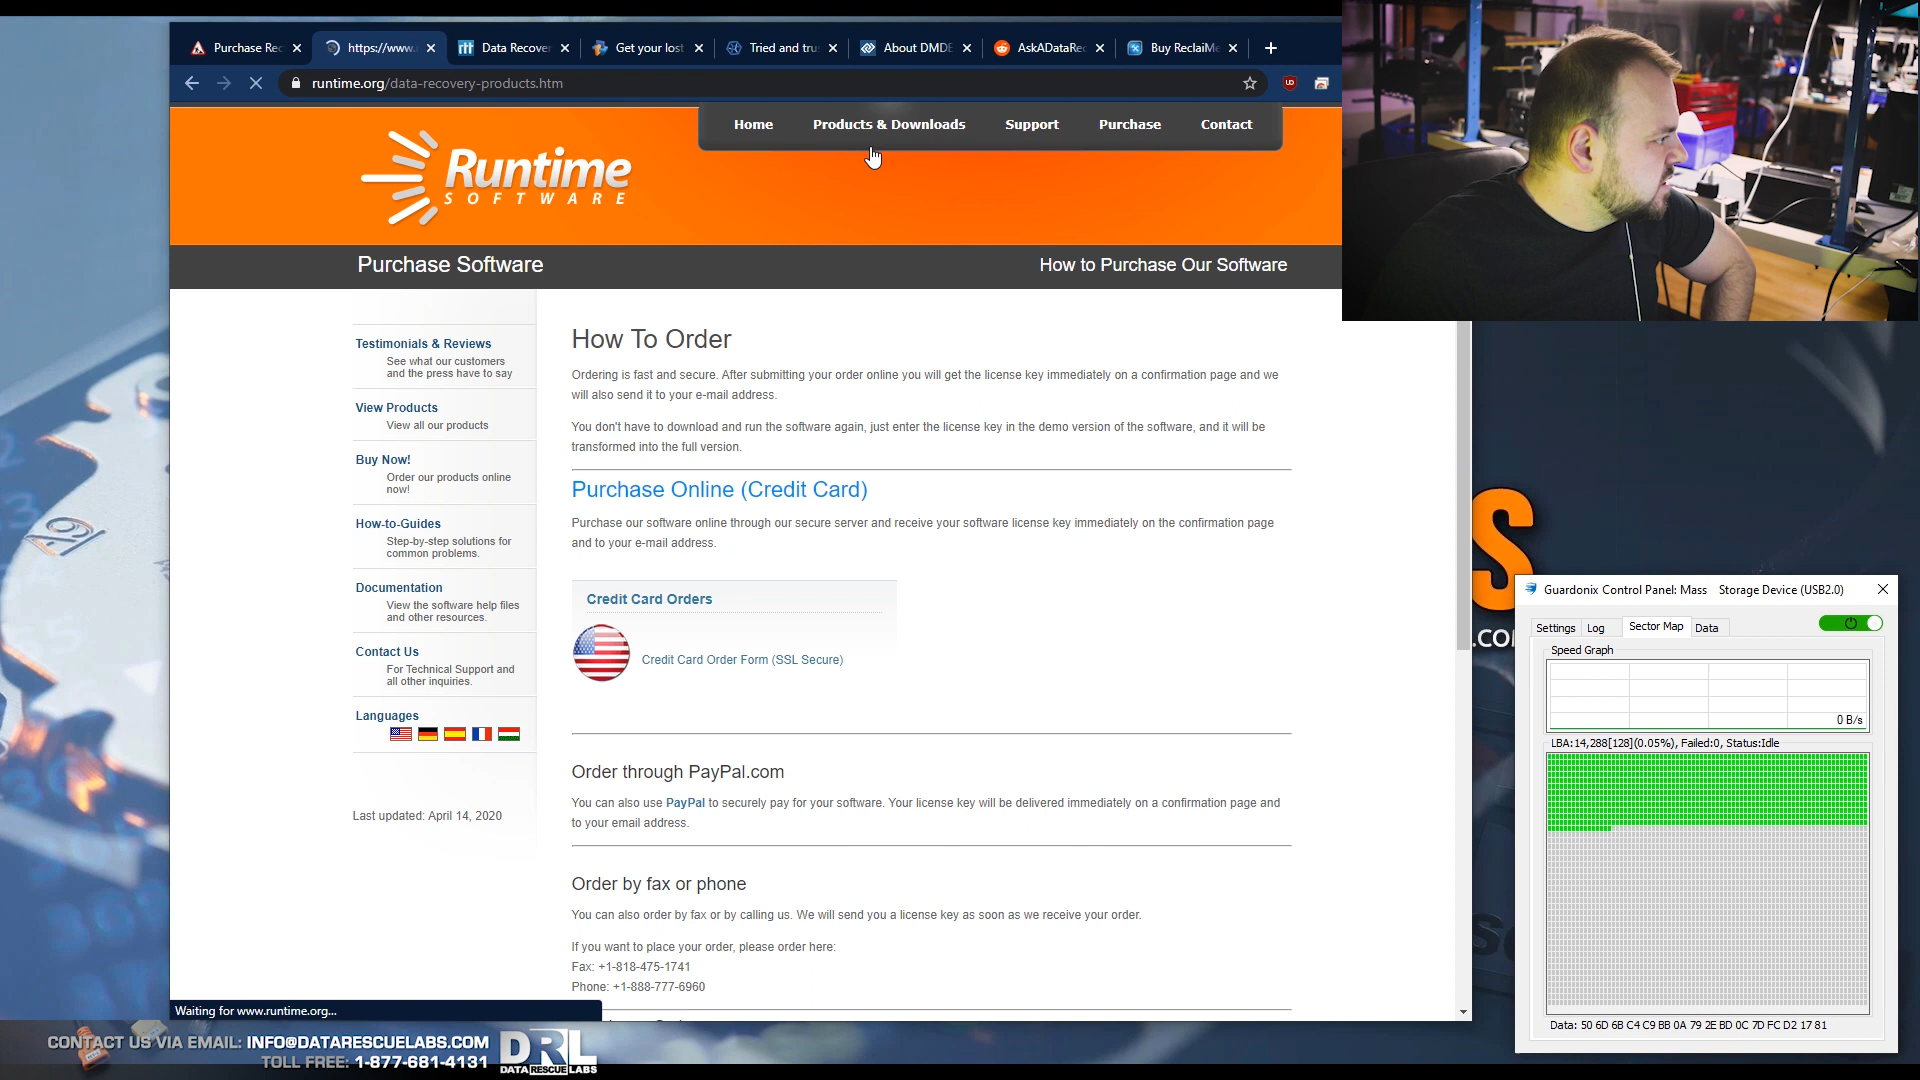 Purchase Rec
https://www.
rtt Data Recover
Get your lost
Tried and tru
About DMDE
AskADataRec
Buy ReclaiMe
runtime.org/data-recovery-products.htm
Home
Products & Downloads
Support
Purchase
Contact
Runtime
SOFTWARE
Purchase Software
How to Purchase Our Software
Testimonials & Reviews
See what our customers
and the press have to say
View Products
View all our products
Buy Now!
Order our products online
now!
How-to-Guides
Step-by-step solutions for
common problems.
Documentation
View the software help files
and other resources.
Contact Us
For Technical Support and
all other inquiries.
Languages
Last updated: April 14, 2020
How To Order
Ordering is fast and secure. After submitting your order online you will get the license key immediately on a confirmation page and we
will also send it to your e-mail address.
You don't have to download and run the software again, just enter the license key in the demo version of the software, and it will be
transformed into the full version.
Purchase Online (Credit Card)
Purchase our software online through our secure server and receive your software license key immediately on the confirmation page
and to your e-mail address.
Credit Card Orders
Credit Card Order Form (SSL Secure)
Order through PayPal.com
You can also use PayPal to securely pay for your software. Your license key will be delivered immediately on a confirmation page and
to your email address.
Order by fax or phone
You can also order by fax or by calling us. We will send you a license key as soon as we receive your order.
If you want to place your order, please order here:
Fax: +1-818-475-1741
Phone: +1-888-777-6960
Waiting for www.runtime.org...
S
.CO
Guardonix Control Panel: Mass Storage Device (USB2.0)
Settings
Log
Sector Map
Data
Speed Graph
0 B/s
LBA:14,288[128](0.05%), Failed:0, Status:Idle
Data: 50 6D 6B C4 C9 BB 0A 79 2E BD 0C 7D FC D2 17 81
CONTACT US VIA EMAIL: INFO@DATARESCUELABS.COM
TOLL FREE: 1-877-681-4131
DRL
DATA RESCUE LABS